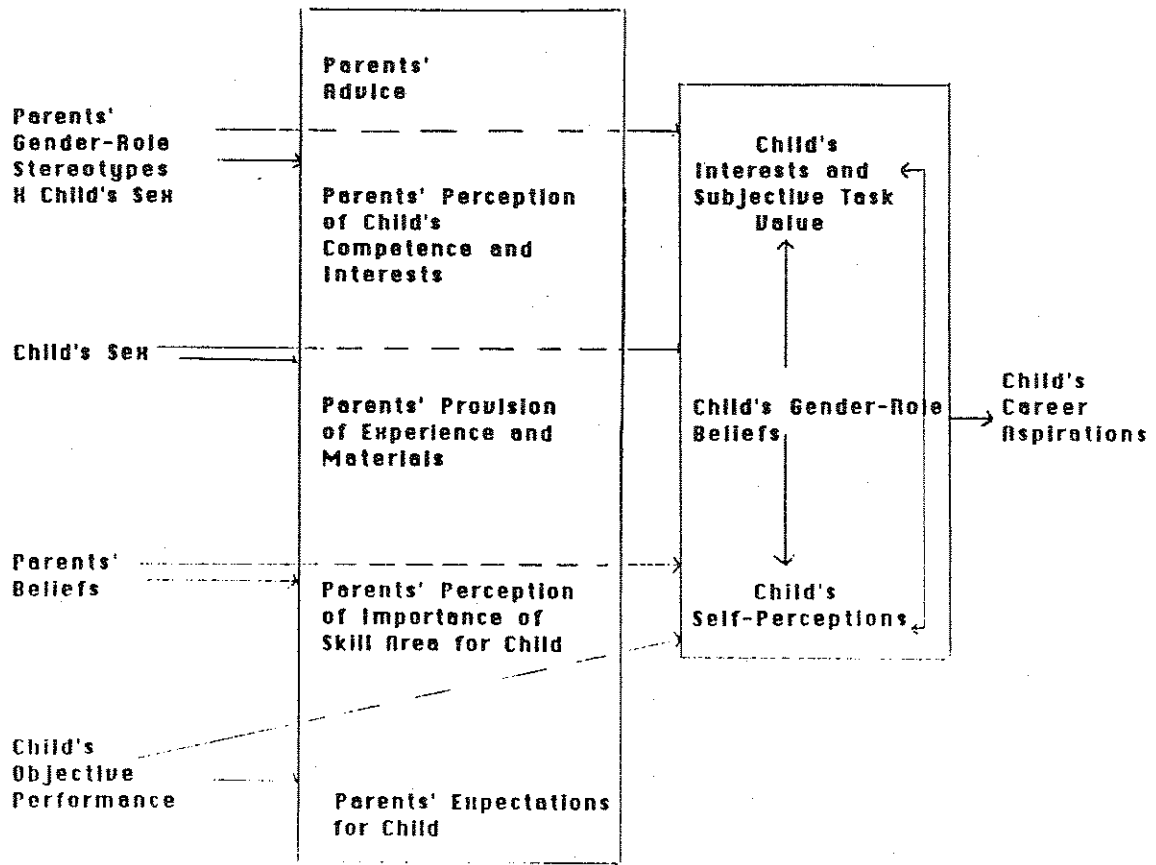 Parents'
Gender-Role
Stereotypes
X Child's Sex
Child's Sex
Parents'
Beliefs
Child's
Objective
Performance
Parents'
Advice
Parents' Perception
of Child's
Competence and
Interests
Parents' Provision
of Experience and
Materials
Parents' Perception
of Importance of
Skill Area for Child
Parents' Expectations
for Child
Child's
Interests and
Subjective Task
Value
Child's Gender-Role
Beliefs
Child's
Self-Perceptions
Child's
Career
Aspirations